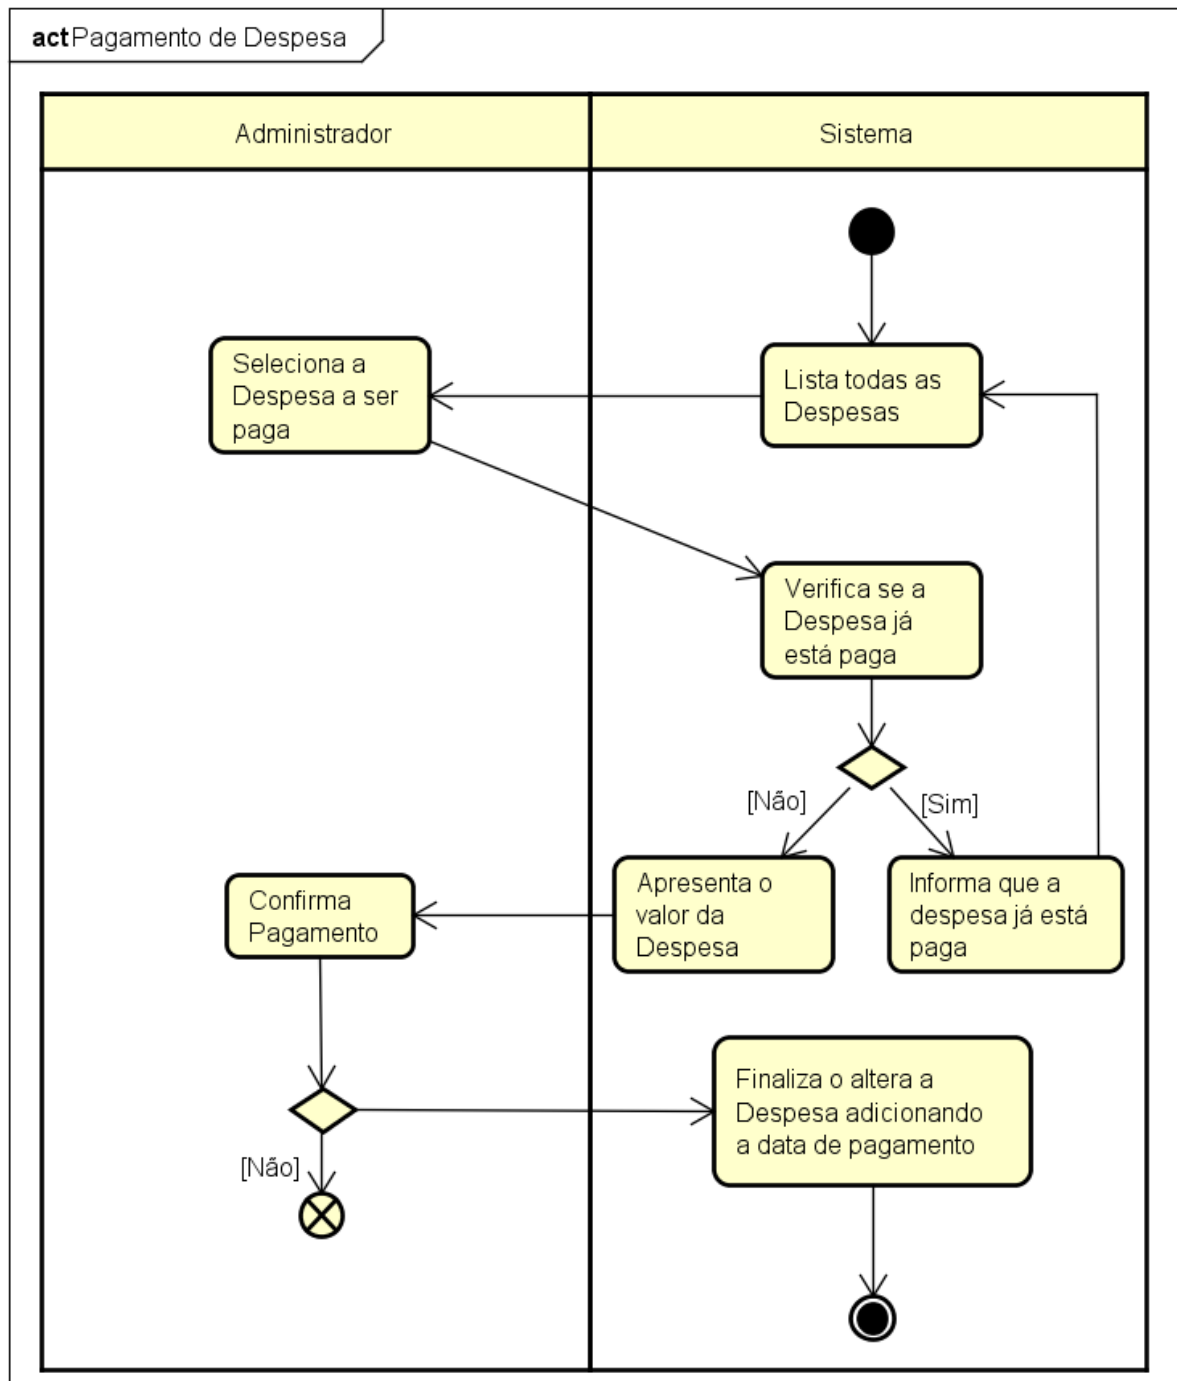 act Pagamento de Despesa
Administrador
Sistema
Lista todas as
Despesas
Seleciona a
Despesa a ser
paga
Verifica se a
Despesa já
está paga
[Não]
[Sim]
Apresenta o
valor da
Despesa
Informa que a
despesa já está
paga
Confirma
Pagamento
Finaliza o altera a
Despesa adicionando
a data de pagamento
[Não]